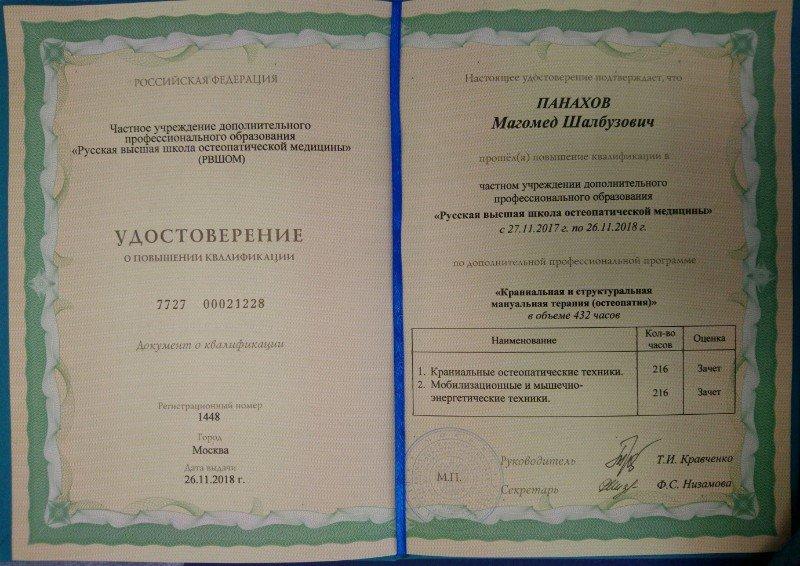 РОССИЙСКАЯ ФЕДЕРАЦИЯ
Частное учреждение дополнительного
профессионального образования
«Русская высшая школа остеопатической медицины»
(РВШОМ)
УДОСТОВЕРЕНИЕ
О ПОВЫШЕНИИ КВАЛИФИКАЦИИ
7727 00021228
Документ о квалификации
Регистрационный номер
1448
Город
Москва
Дата выдачи
26.11.2018 г.
Настоящее удостоверение подтверждает, что
ПАНАХОВ
Магомед Шалбузович
прошёл(а) повышение квалификации в
частном учреждении дополнительного
профессионального образования
«Русская высшая школа остеопатической медицины»
с 27.11.2017 г. по 26.11.2018 г.
по дополнительной профессиональной программе
«Краниальная и структуральная
мануальная терапия (остеопатия)»
в объеме 432 часов
Наименование Кол-во часов Оценка
1. Краниальные остеопатические техники. 216 Зачет
2. Мобилизационные и мышечно-
энергетические техники. 216 Зачет
М.П.
Руководитель Т.И. Кравченко
Секретарь Ф.С. Низамова